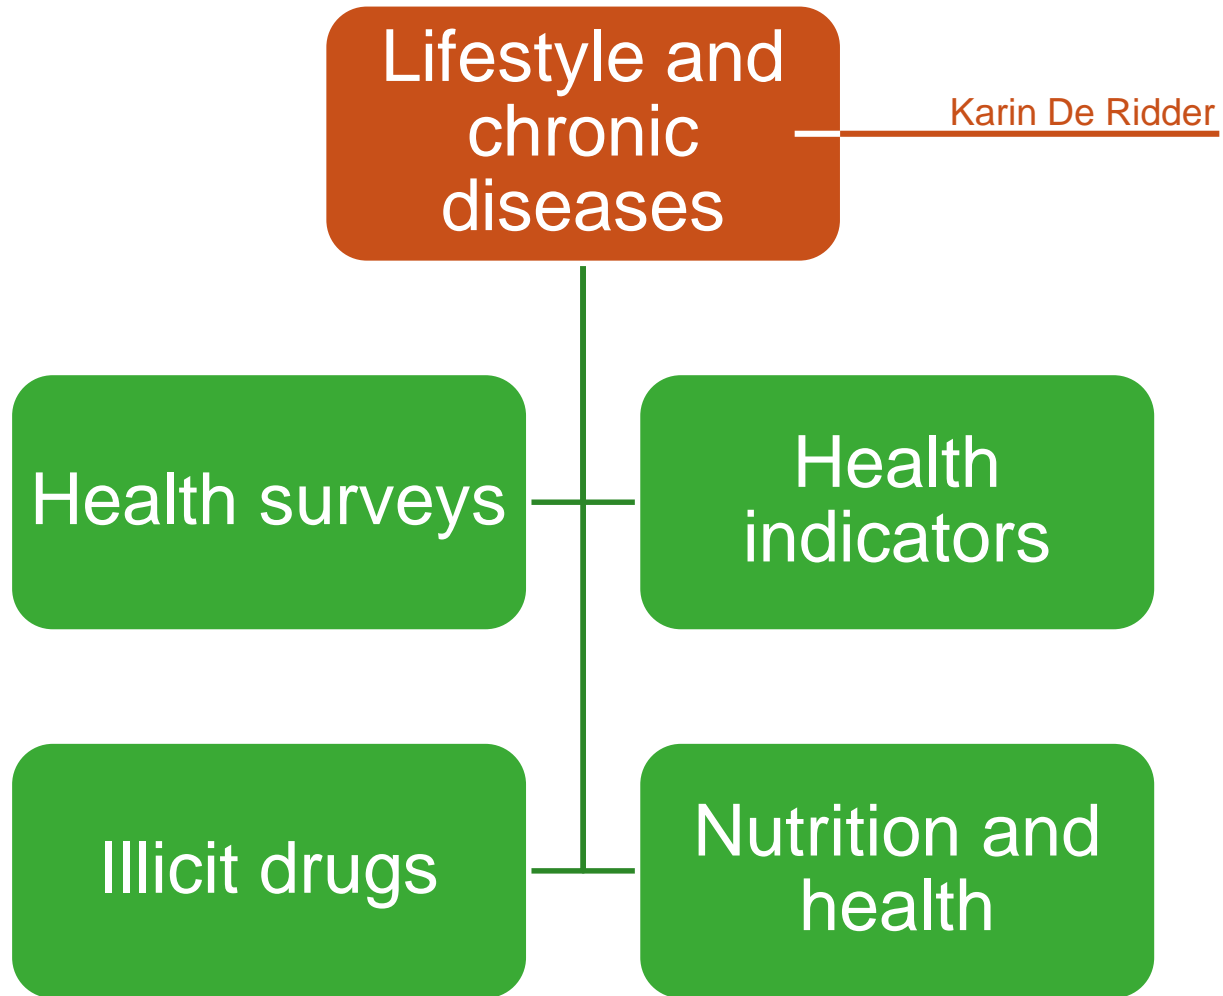 Lifestyle and
chronic
diseases
Karin De Ridder
Health surveys
Health
indicators
Illicit drugs
Nutrition and
health